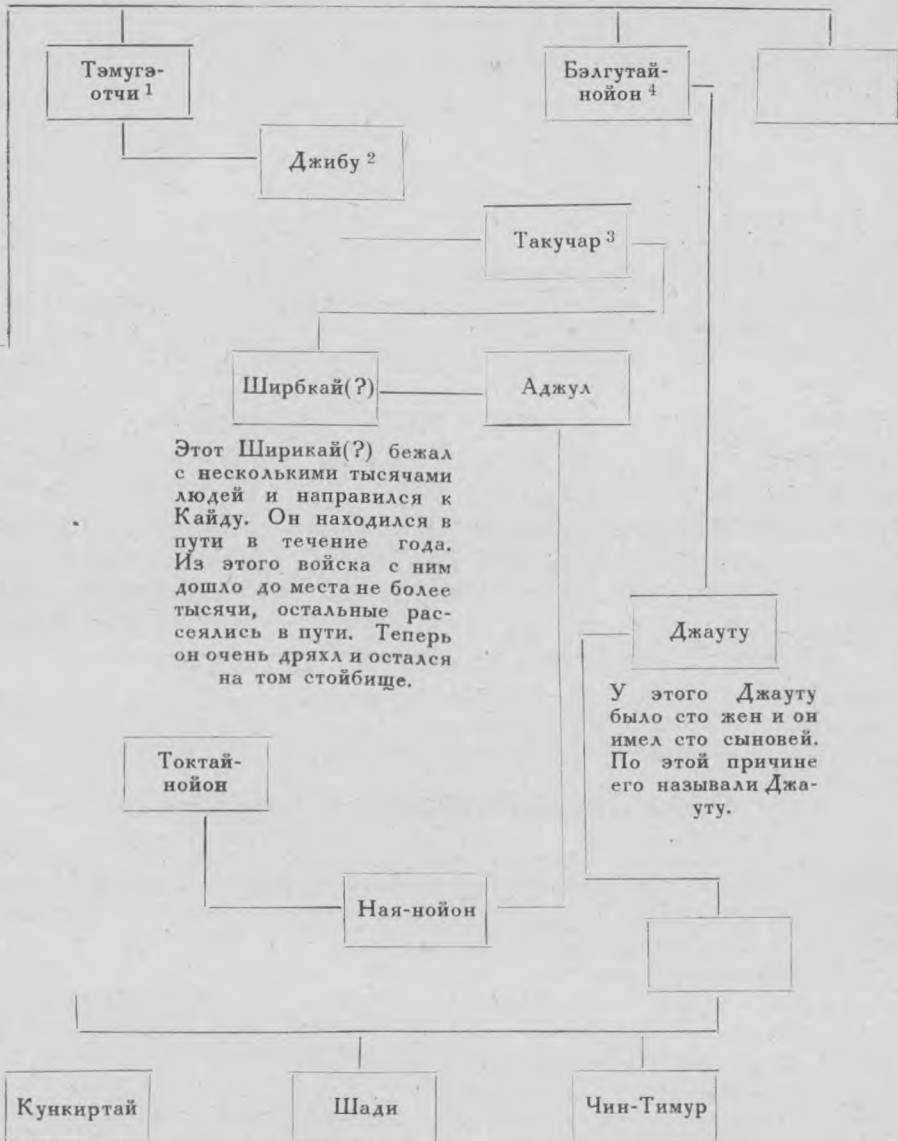 Тэмугэ-
отчи 1
Бэлгутай-
нойон 4
Джибу 2
Такучар 3
Ширбкай(?)
Аджул
Этот Ширикай(?) бежал
с несколькими тысячами
людей и направился к
Кайду. Он находился в
пути в течение года.
Из этого войска с ним
дошло до места не более
тысячи, остальные рас-
сеялись в пути. Теперь
он очень дряхл и остался
на том стойбище.
Джауту
У этого Джауту
было сто жен и он
имел сто сыновей.
По этой причине
его называли Джа-
уту.
Токтай-
нойон
Ная-нойон
Кункиртай
Шади
Чин-Тимур